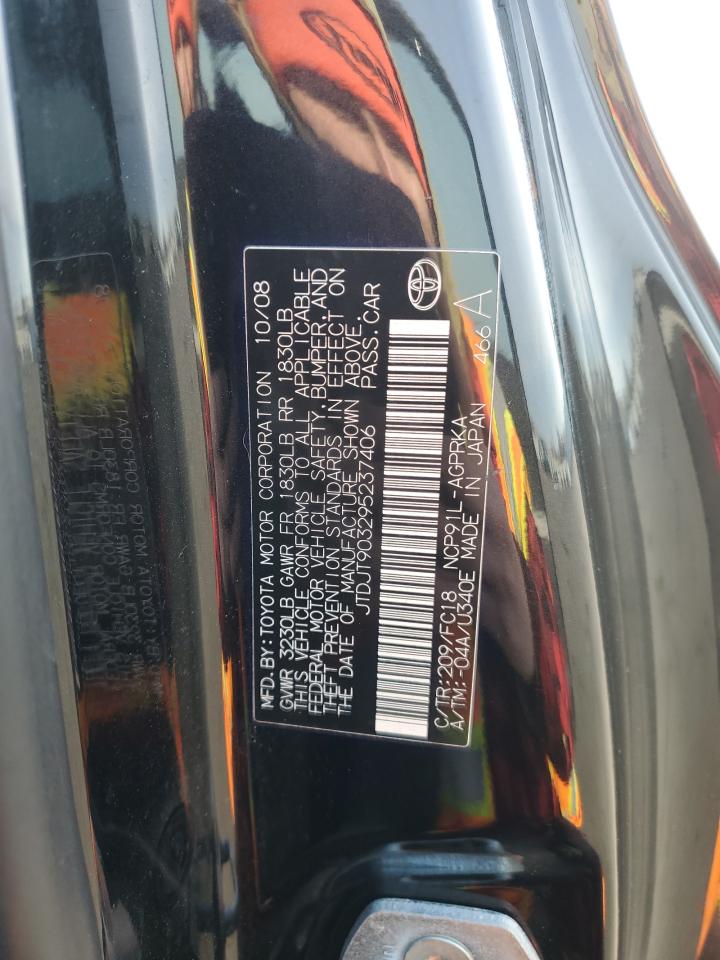 MFD. BY: TOYOTA MOTOR CORPORATION 10/08
GVWR 3230LB GAWR FR 1830LB RR 1830LB
THIS VEHICLE CONFORMS TO ALL APPLICABLE
FEDERAL MOTOR VEHICLE SAFETY, BUMPER, AND
THEFT PREVENTION STANDARDS IN EFFECT ON
THE DATE OF MANUFACTURE SHOWN ABOVE.
JTDJT903295237406 PASS. CAR
C/TR: 209/FC18 NCP91L-AGPRKA
A/TM: -04A/U340E MADE IN JAPAN 466 A